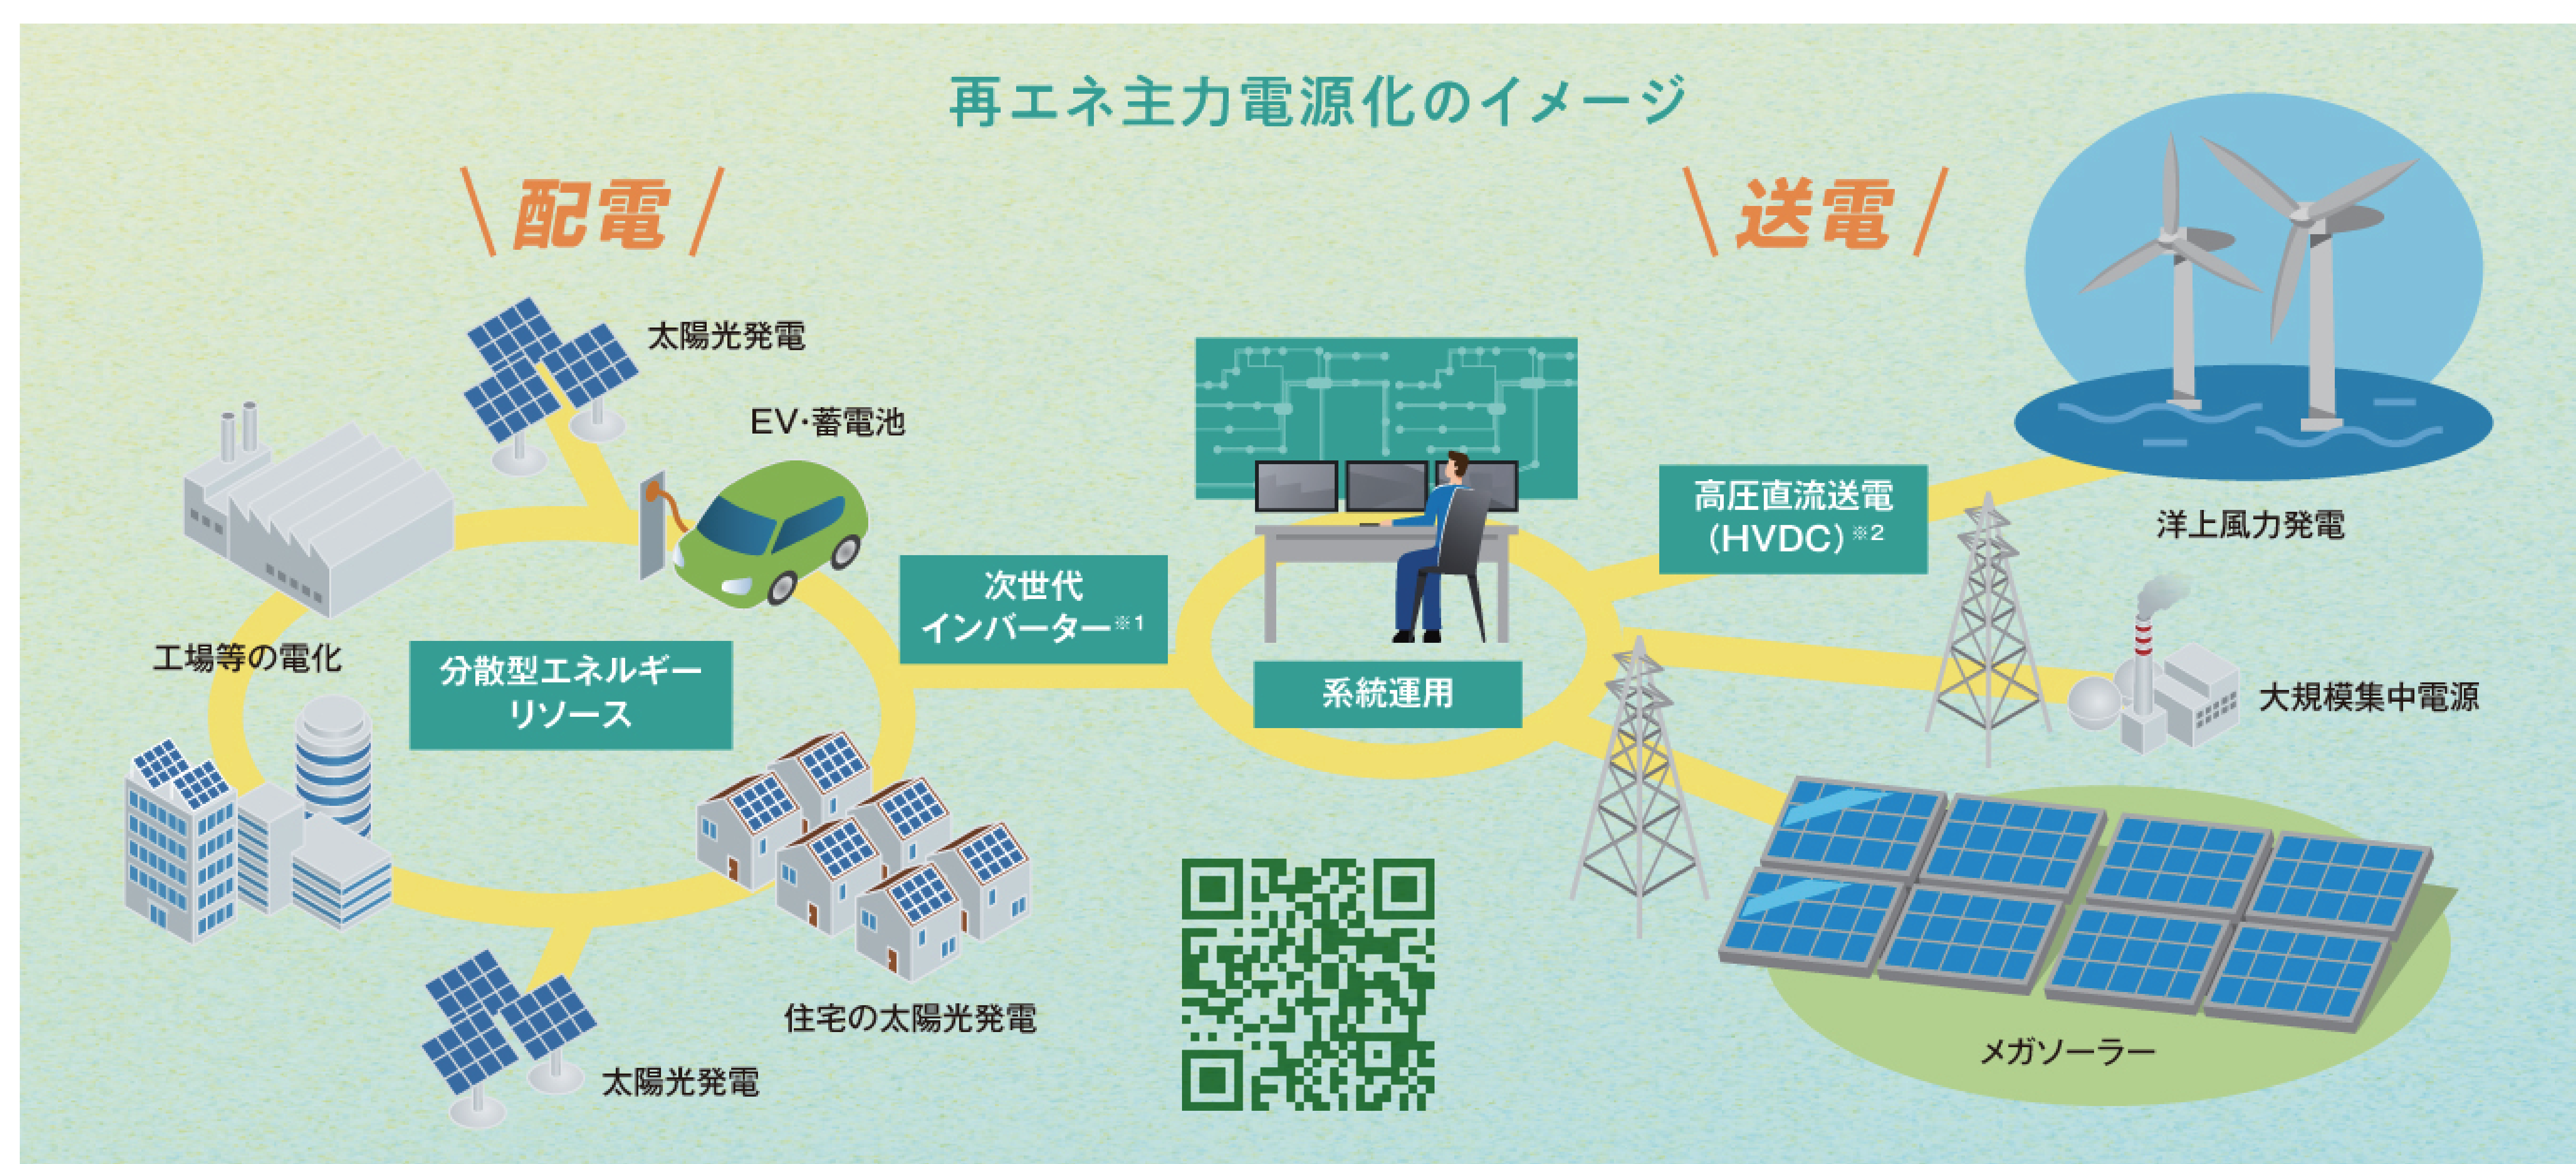 再エネ主力電源化のイメージ
配電
送電
太陽光発電
EV・蓄電池
工場等の電化
分散型エネルギー
リソース
次世代
インバーター※1
系統運用
高圧直流送電
(HVDC)※2
洋上風力発電
大規模集中電源
住宅の太陽光発電
太陽光発電
メガソーラー